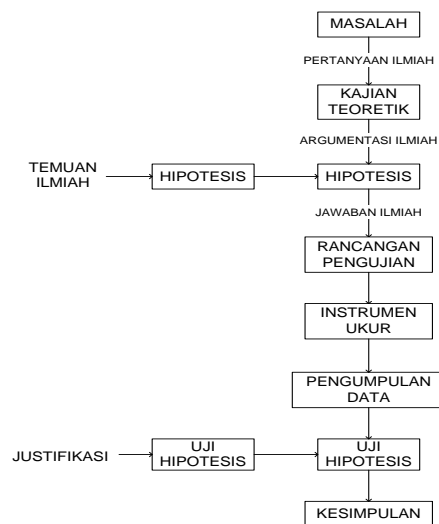 MASALAH
PERTANYAAN ILMIAH
KAJIAN
TEORETIK
ARGUMENTASI ILMIAH
TEMUAN
ILMIAH
HIPOTESIS
HIPOTESIS
JAWABAN ILMIAH
RANCANGAN
PENGUJIAN
INSTRUMEN
UKUR
PENGUMPULAN
DATA
JUSTIFIKASI
UJI
HIPOTESIS
UJI
HIPOTESIS
KESIMPULAN